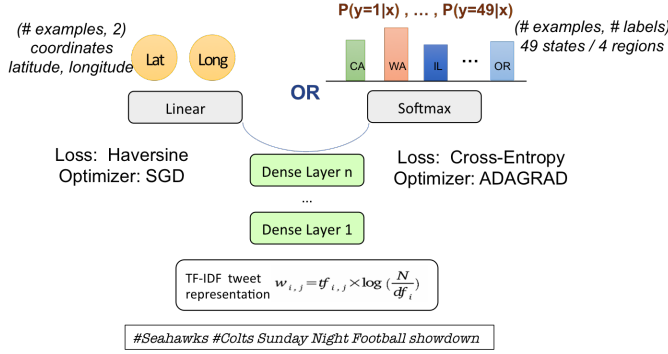 (# examples, 2)
coordinates
latitude, longitude
Lat
Long
P(y=1|x) , ... , P(y=49|x)
(# examples, # labels)
49 states / 4 regions
CA
WA
IL
...
OR
Linear
OR
Softmax
Loss: Haversine
Optimizer: SGD
Loss: Cross-Entropy
Optimizer: ADAGRAD
Dense Layer n
...
Dense Layer 1
TF-IDF tweet
representation
w_{i,j}=tf_{i,j}×log(N/df_i)
#Seahawks #Colts Sunday Night Football showdown